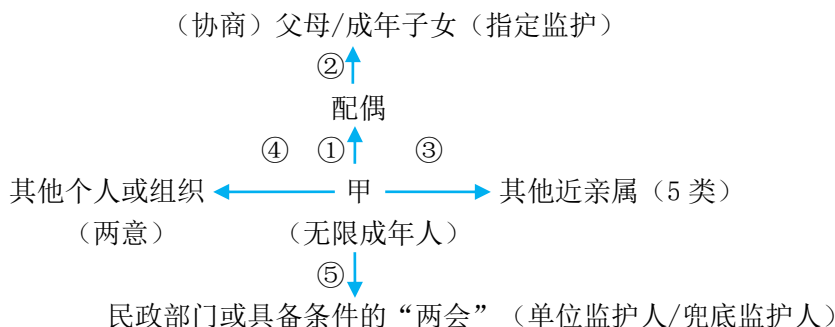 （协商）父母/成年子女（指定监护）
②
配偶
④ ① ③
其他个人或组织 甲 其他近亲属（5 类）
（两意） （无限成年人）
⑤
民政部门或具备条件的“两会”（单位监护人/兜底监护人）